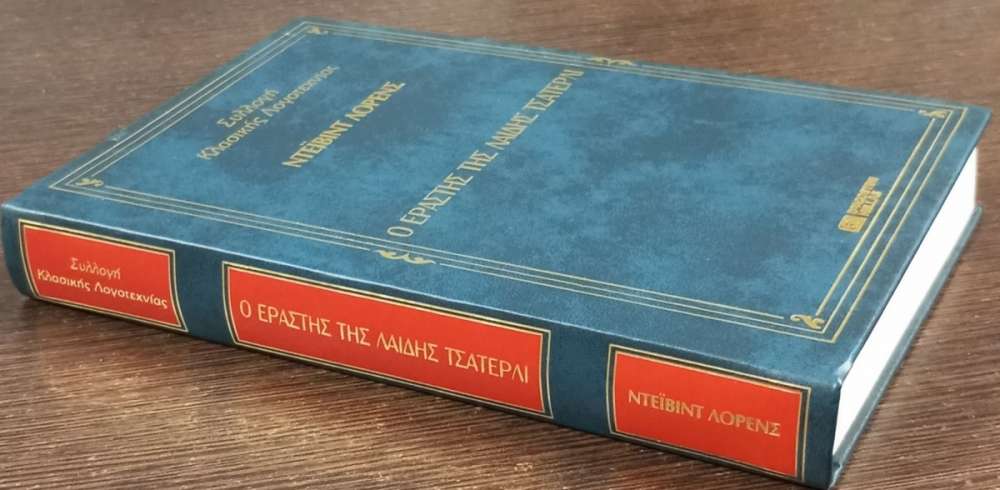 Συλλογή
Κλασικής Λογοτεχνίας
ΝΤΕΪΒΙΝΤ ΛΟΡΕΝΣ
Ο ΕΡΑΣΤΗΣ ΤΗΣ ΛΑΙΔΗΣ ΤΣΑΤΕΡΛΙ
Συλλογή
Κλασικής Λογοτεχνίας
Ο ΕΡΑΣΤΗΣ ΤΗΣ ΛΑΙΔΗΣ ΤΣΑΤΕΡΛΙ
ΝΤΕΪΒΙΝΤ ΛΟΡΕΝΣ